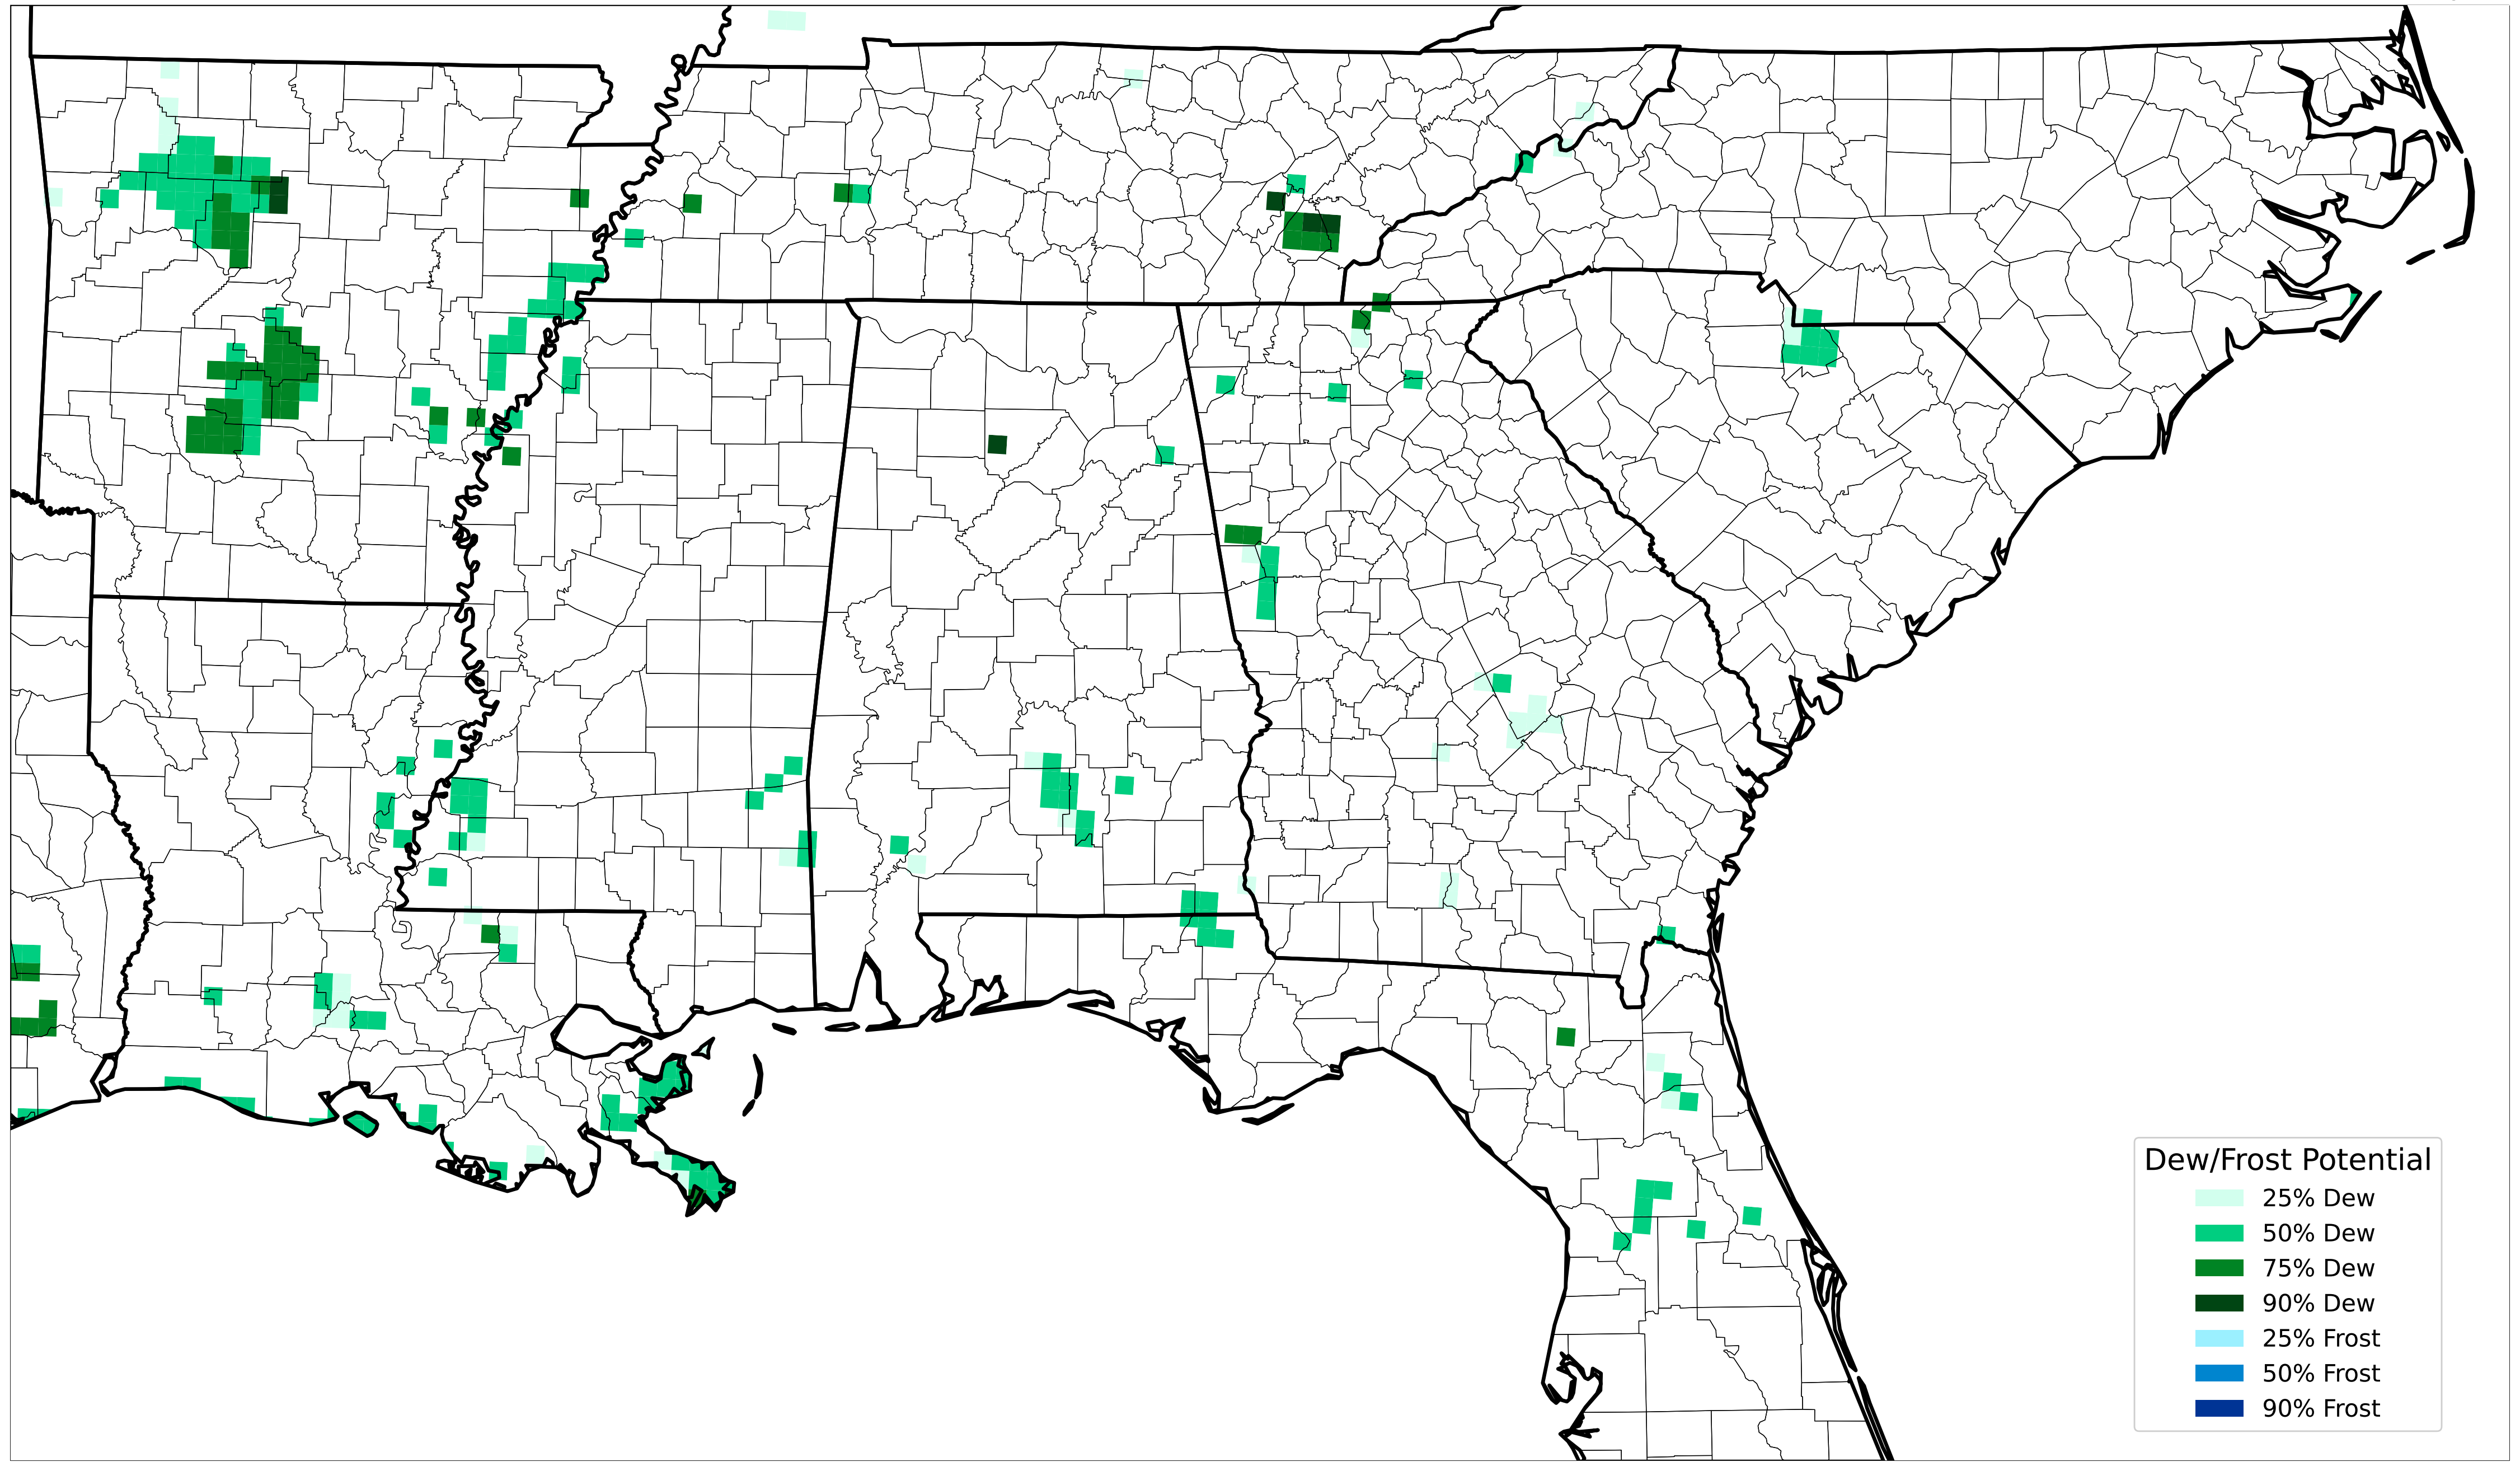 Dew/Frost Potential
25% Dew
50% Dew
75% Dew
90% Dew
25% Frost
50% Frost
90% Frost